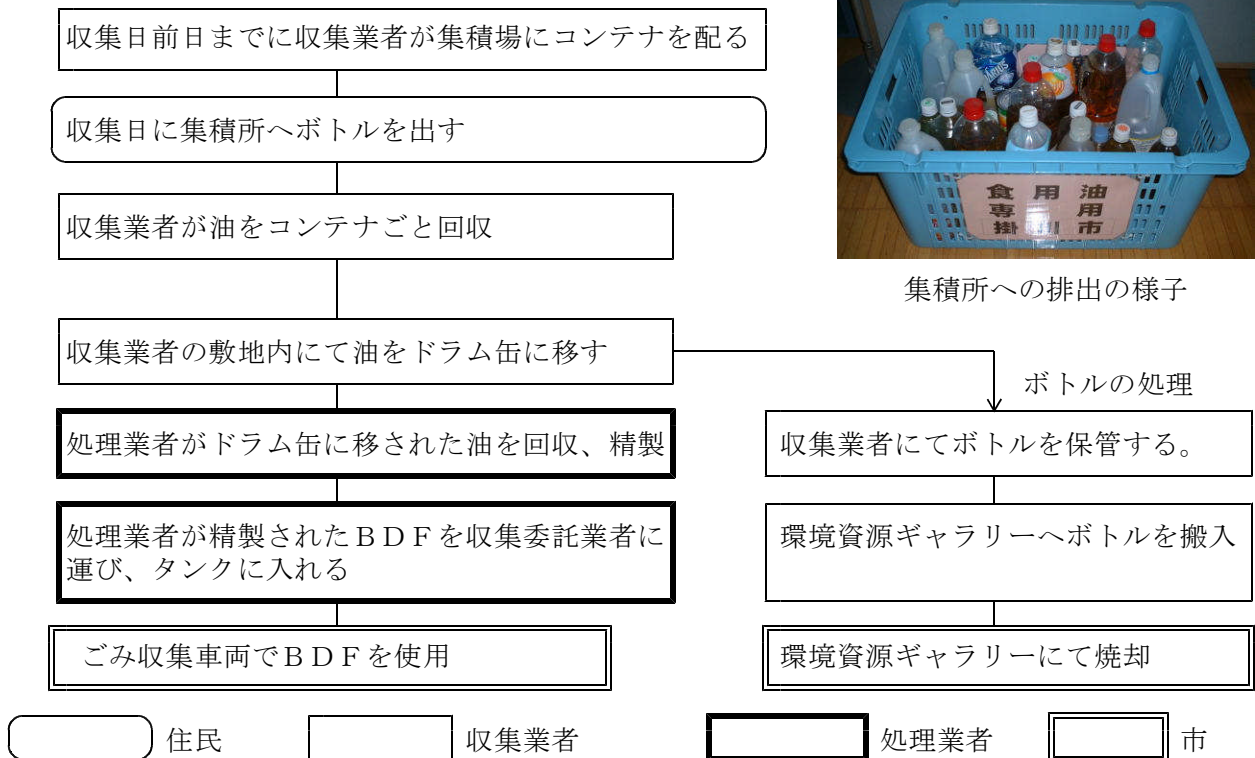 収集日前日までに収集業者が集積場にコンテナを配る
収集日に集積所へボトルを出す
収集業者が油をコンテナごと回収
食用油
専用
掛川市
集積所への排出の様子
収集業者の敷地内にて油をドラム缶に移す
ボトルの処理
処理業者がドラム缶に移された油を回収、精製
収集業者にてボトルを保管する。
処理業者が精製されたＢＤＦを収集委託業者に
運び、タンクに入れる
環境資源ギャラリーへボトルを搬入
ごみ収集車両でＢＤＦを使用
環境資源ギャラリーにて焼却
住民
収集業者
処理業者
市